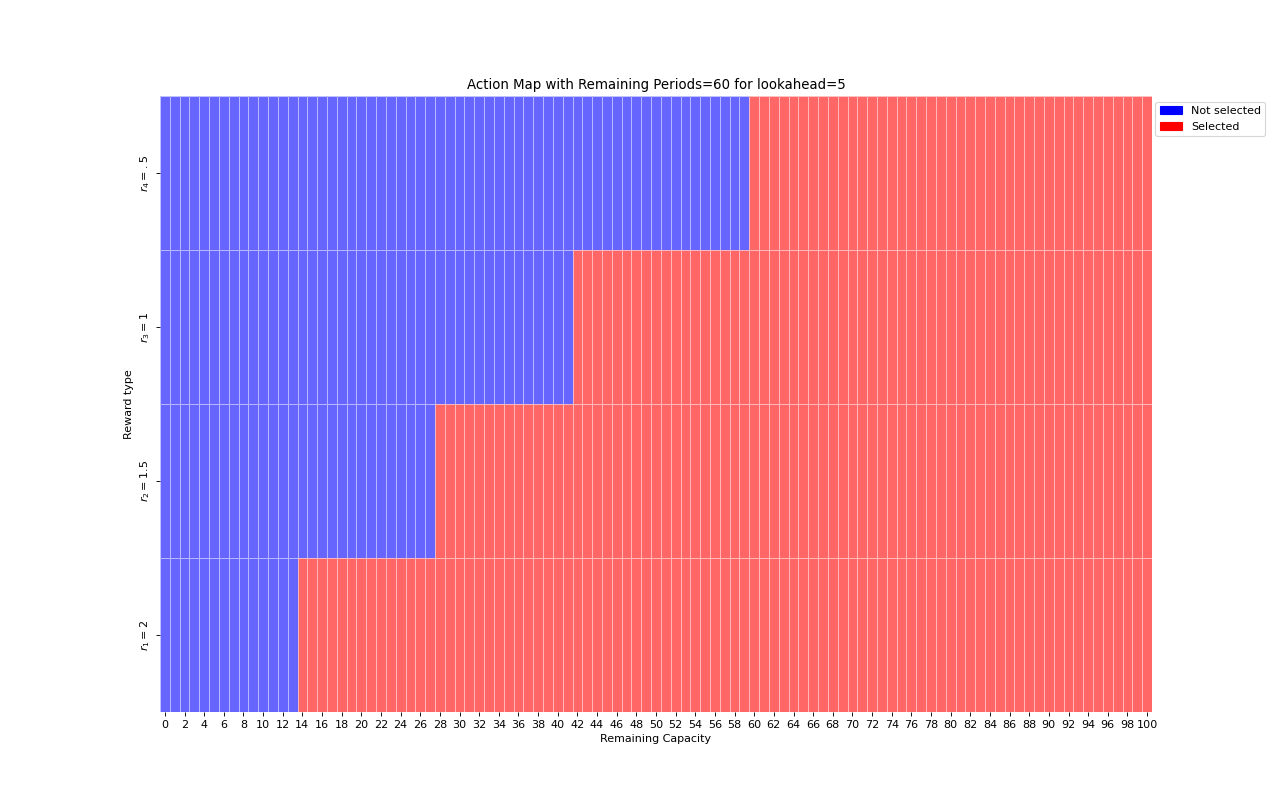 Action Map with Remaining Periods=60 for lookahead=5
Not selected
Selected
Reward type
r₄ = .5
r₃ = 1
r₂ = 1.5
r₁ = 2
0 2 4 6 8 10 12 14 16 18 20 22 24 26 28 30 32 34 36 38 40 42 44 46 48 50 52 54 56 58 60 62 64 66 68 70 72 74 76 78 80 82 84 86 88 90 92 94 96 98 100
Remaining Capacity